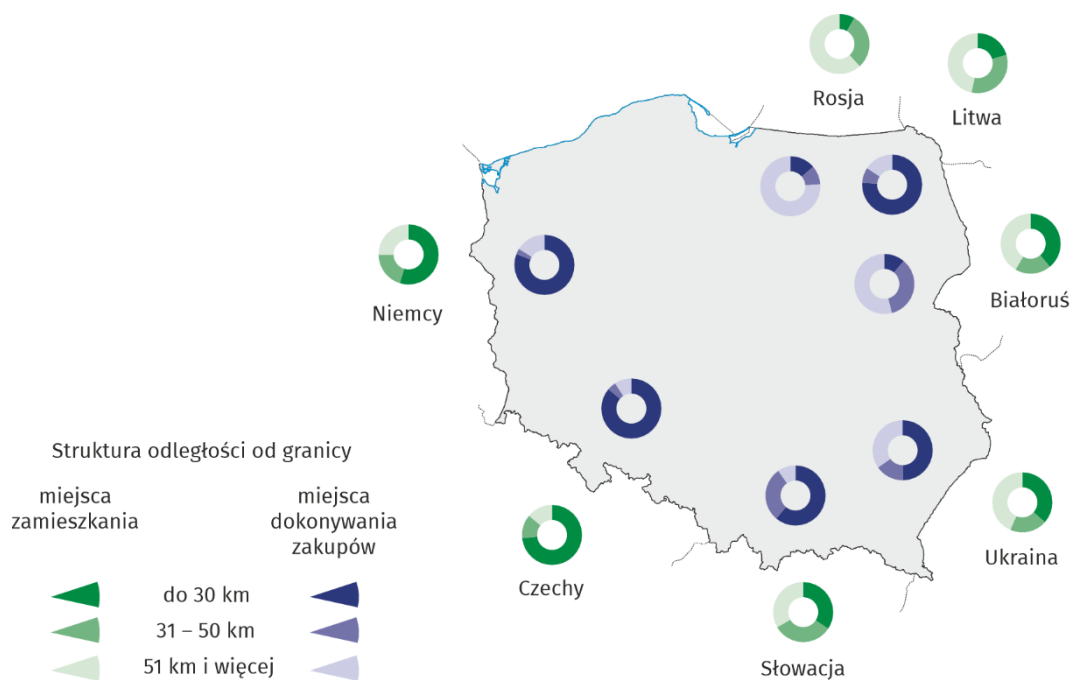 Rosja
Litwa
Niemcy
Białoruś
Struktura odległości od granicy
miejsca
zamieszkania
miejsca
dokonywania
zakupów
do 30 km
31 – 50 km
51 km i więcej
Czechy
Ukraina
Słowacja